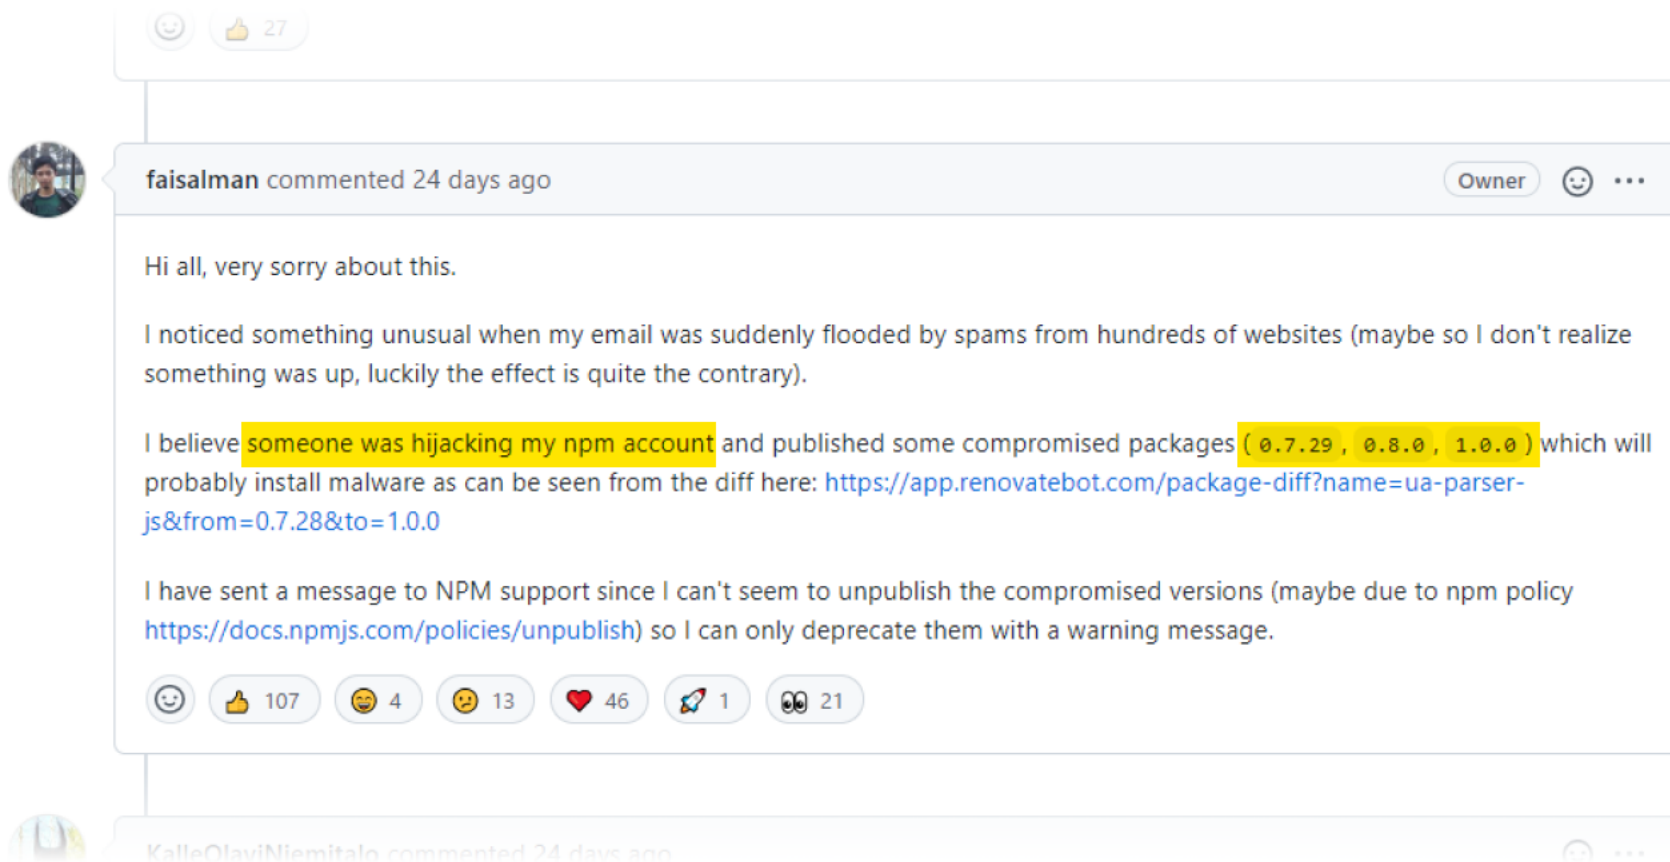 27
faisalman commented 24 days ago
Owner
Hi all, very sorry about this.
I noticed something unusual when my email was suddenly flooded by spams from hundreds of websites (maybe so I don't realize
something was up, luckily the effect is quite the contrary).
I believe someone was hijacking my npm account and published some compromised packages ( 0.7.29, 0.8.0, 1.0.0 ) which will
probably install malware as can be seen from the diff here: https://app.renovatebot.com/package-diff?name=ua-parser-
js&from=0.7.28&to=1.0.0
I have sent a message to NPM support since I can't seem to unpublish the compromised versions (maybe due to npm policy
https://docs.npmjs.com/policies/unpublish) so I can only deprecate them with a warning message.
107 4 13 46 1 21
KalleOlaviNiemitalo commented 24 days ago